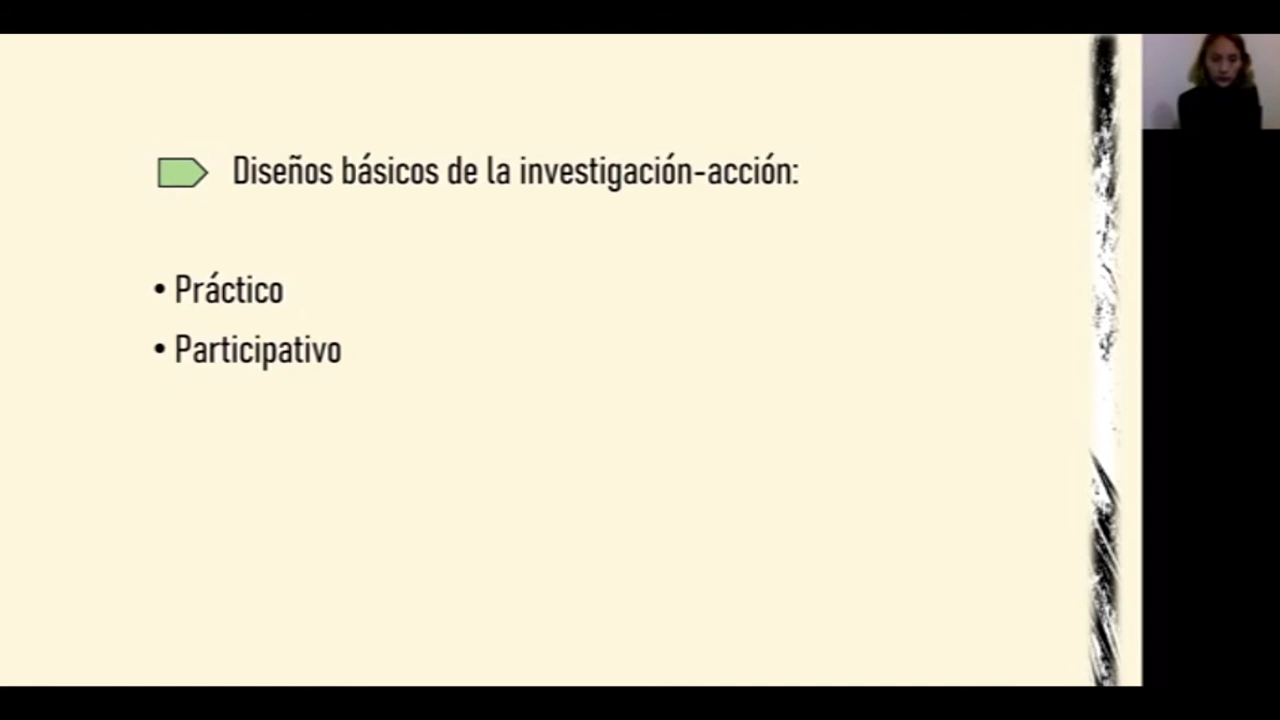 Diseños básicos de la investigación-acción:
• Práctico
• Participativo